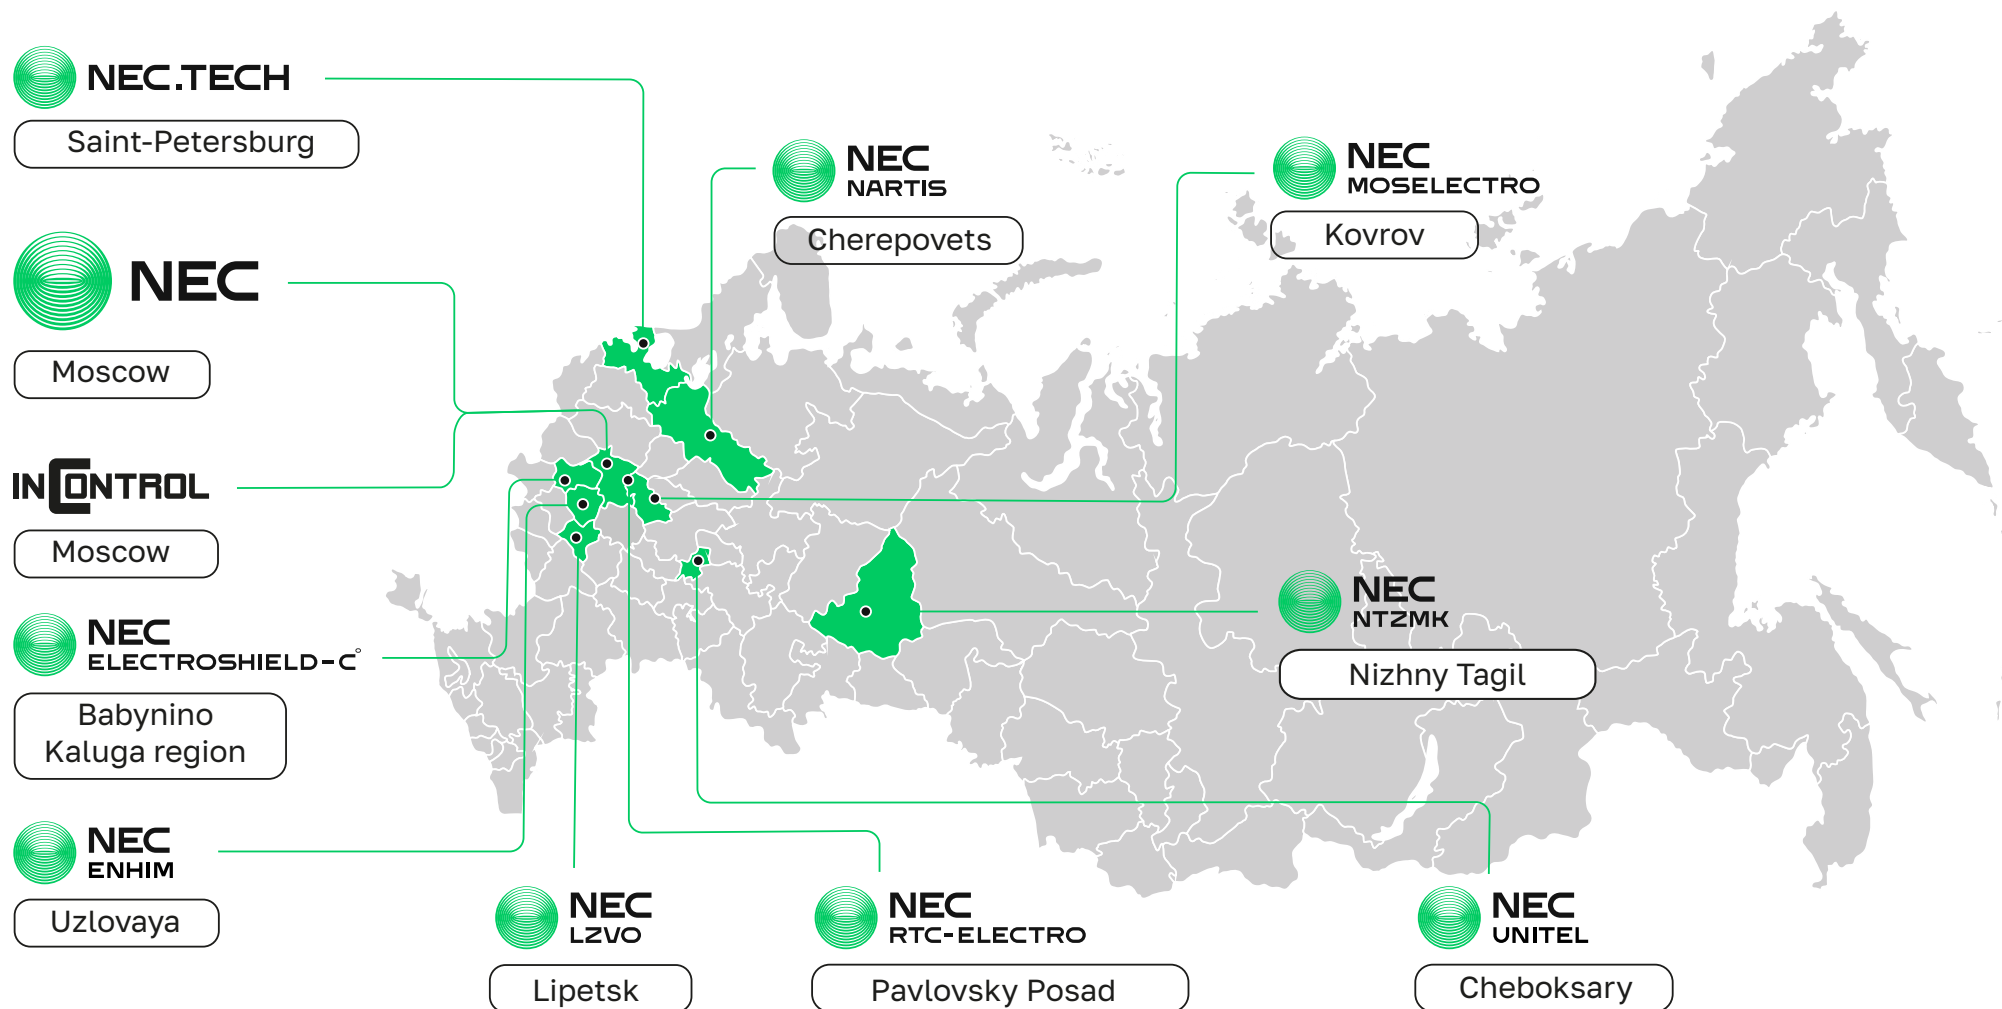 NEC.TECH
Saint-Petersburg
NEC
Moscow
INCONTROL
Moscow
NEC
ELECTROSHIELD-C°
Babynino
Kaluga region
NEC
ENHIM
Uzlovaya
NEC
NARTIS
Cherepovets
NEC
MOSELECTRO
Kovrov
NEC
NTZMK
Nizhny Tagil
NEC
LZVO
Lipetsk
NEC
RTC-ELECTRO
Pavlovsky Posad
NEC
UNITEL
Cheboksary